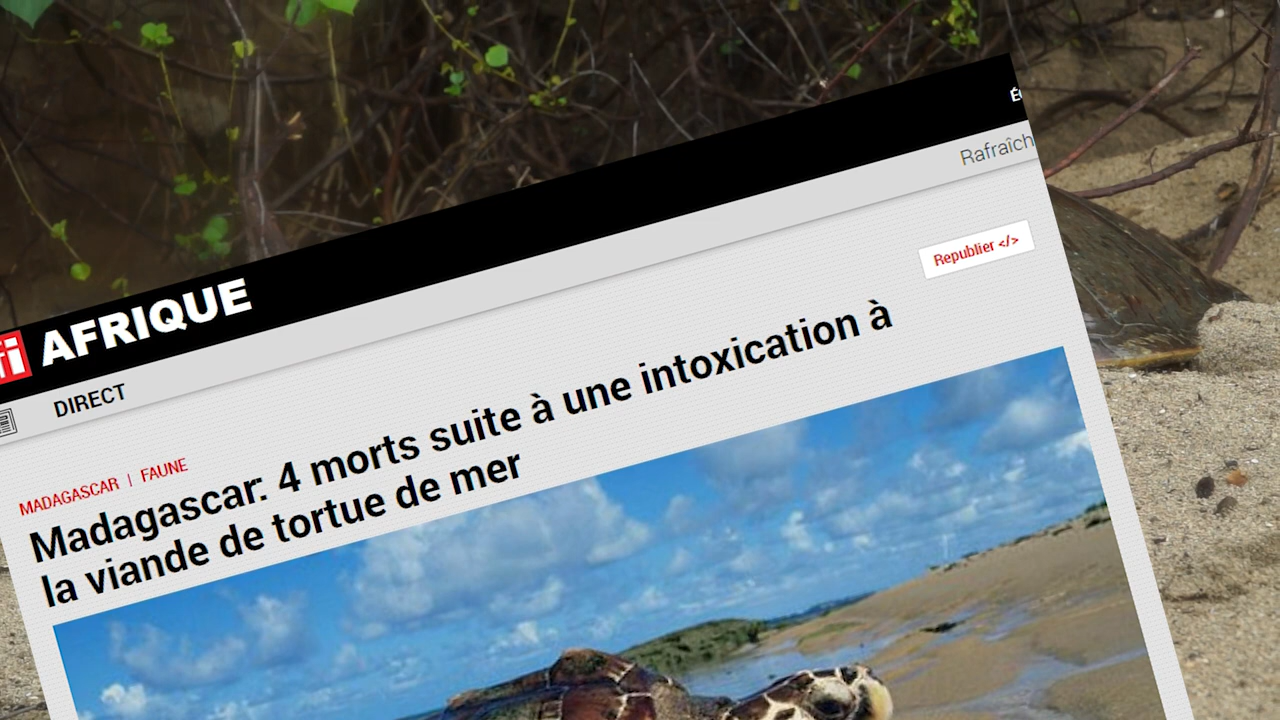 AFRIQUE
DIRECT
Rafraîch
Republier </>
MADAGASCAR | FAUNE
Madagascar: 4 morts suite à une intoxication à
la viande de tortue de mer